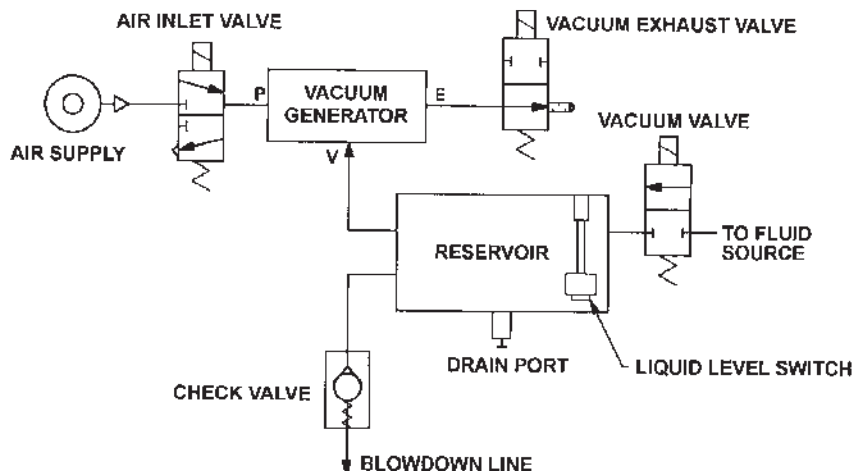 AIR INLET VALVE
VACUUM EXHAUST VALVE
P
VACUUM
GENERATOR
E
VACUUM VALVE
AIR SUPPLY
V
TO FLUID
SOURCE
RESERVOIR
DRAIN PORT
LIQUID LEVEL SWITCH
CHECK VALVE
BLOWDOWN LINE